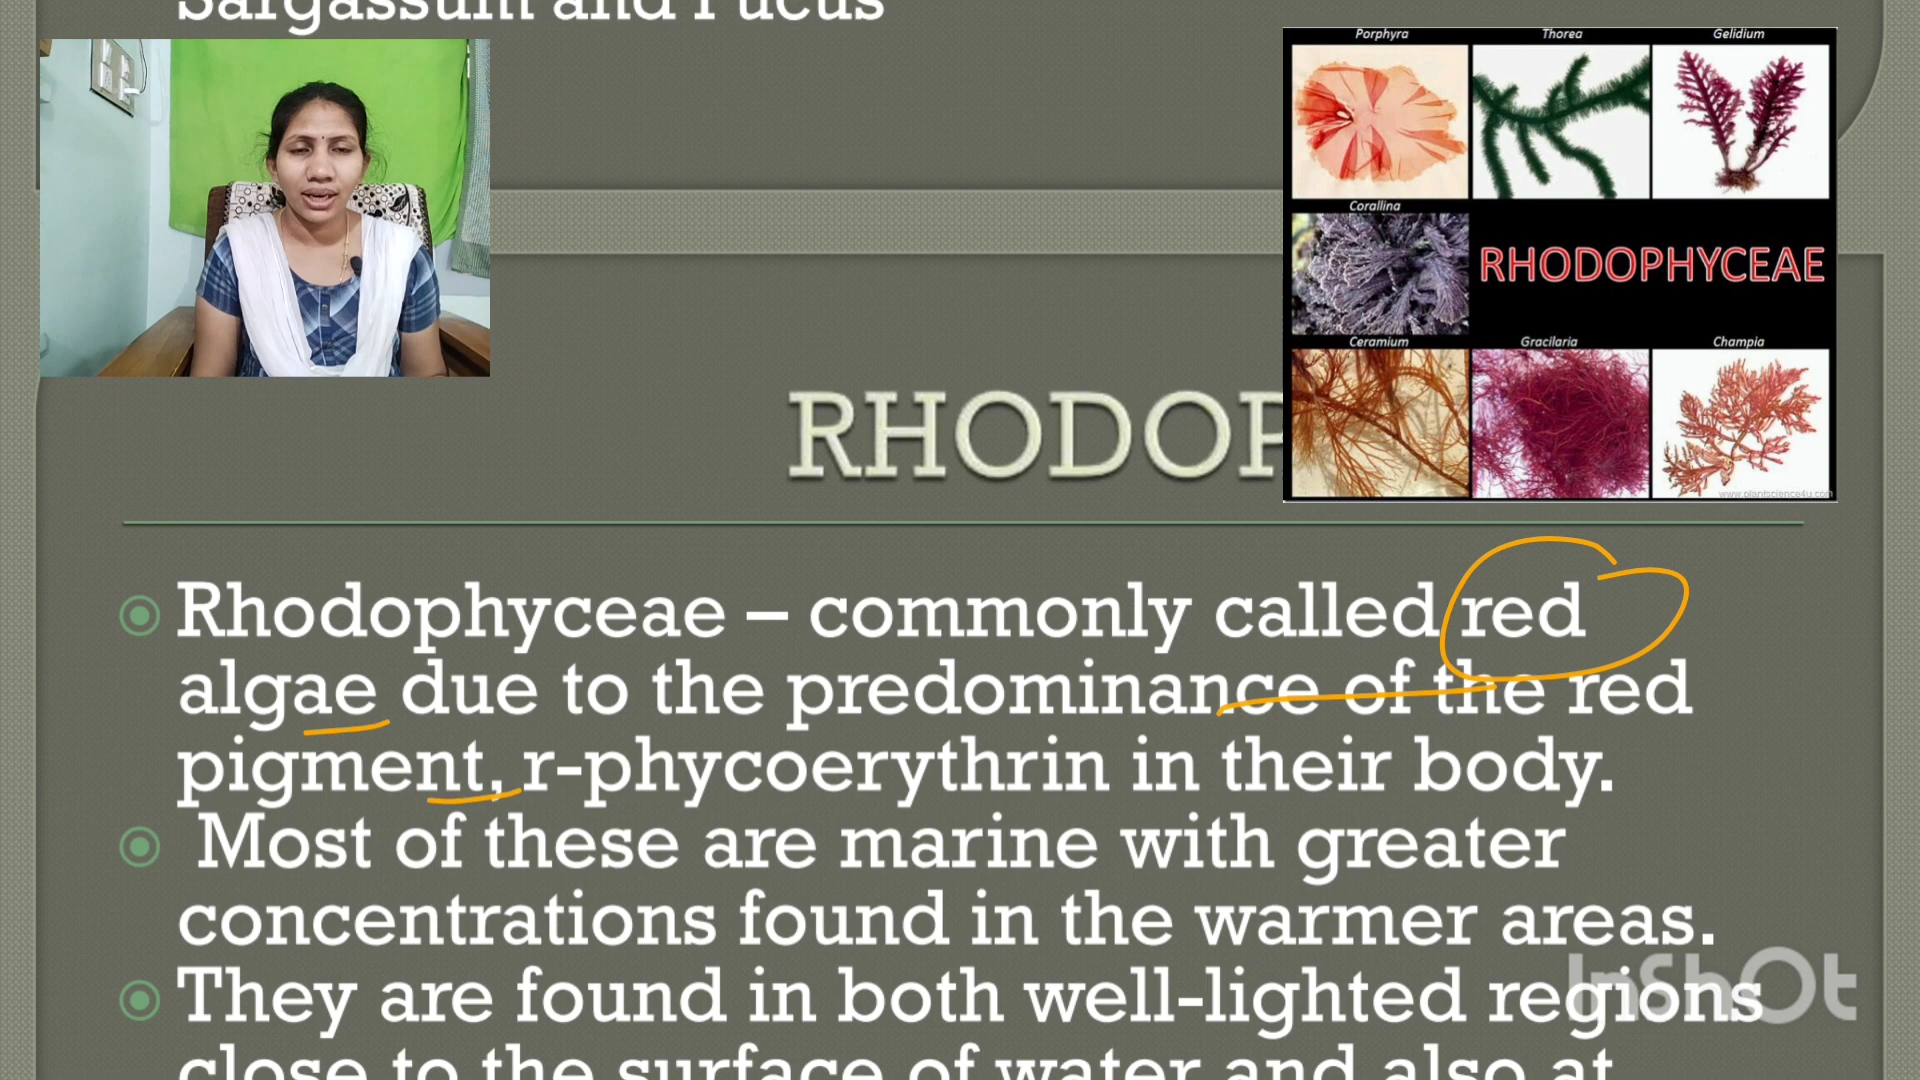 Sargassum and Fucus
Porphyra
Thorea
Gelidium
Corallina
RHODOPHYCEAE
Ceramium
Gracilaria
Champia
www.plantscience4u.com
RHODOP
Rhodophyceae – commonly called red
algae due to the predominance of the red
pigment, r-phycoerythrin in their body.
Most of these are marine with greater
concentrations found in the warmer areas.
They are found in both well-lighted regions
close to the surface of water and also at
InShOt